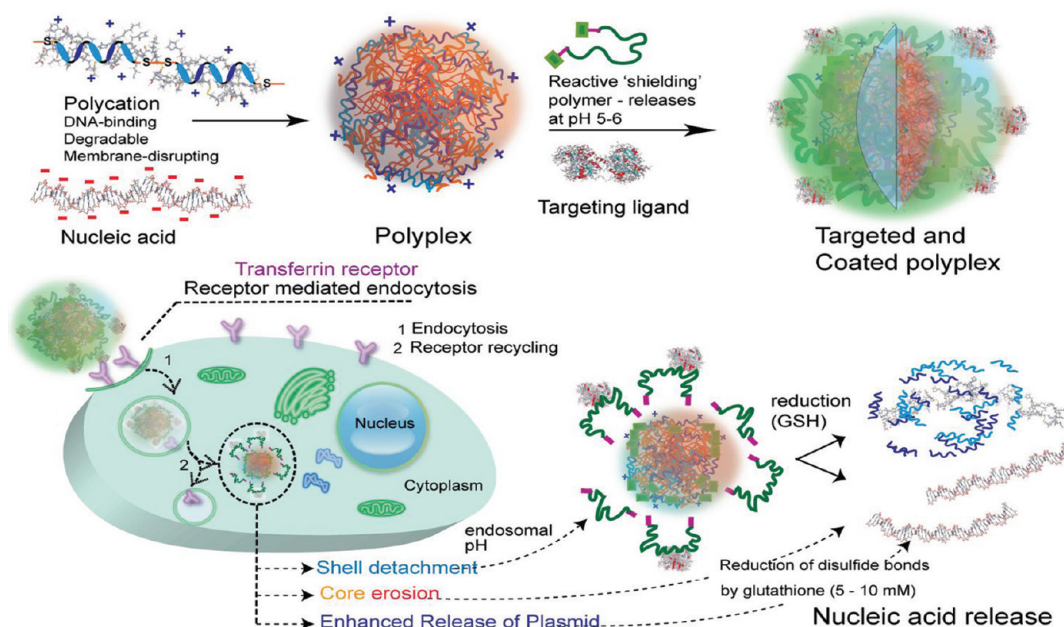 S
S
S
S
Polycation
DNA-binding
Degradable
Membrane-disrupting
Nucleic acid
Polyplex
Reactive ‘shielding’
polymer - releases
at pH 5-6
Targeting ligand
Targeted and
Coated polyplex
Transferrin receptor
Receptor mediated endocytosis
1 Endocytosis
2 Receptor recycling
1
2
Nucleus
Cytoplasm
endosomal
pH
reduction
(GSH)
Shell detachment
Core erosion
Enhanced Release of Plasmid
Reduction of disulfide bonds
by glutathione (5 - 10 mM)
Nucleic acid release